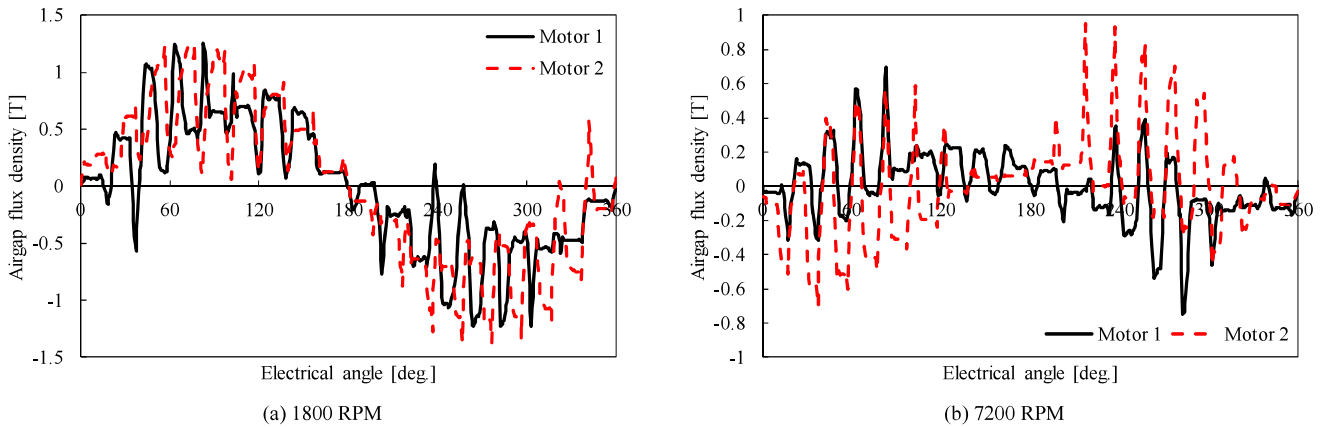 1.5
1
0.5
0
-0.5
-1
-1.5
Airgap flux density [T]
0 60 120 180 240 300 360
Electrical angle [deg.]
Motor 1
Motor 2
(a) 1800 RPM
1
0.8
0.6
0.4
0.2
0
-0.2
-0.4
-0.6
-0.8
-1
Airgap flux density [T]
0 60 120 180 240 300 360
Electrical angle [deg.]
Motor 1 Motor 2
(b) 7200 RPM